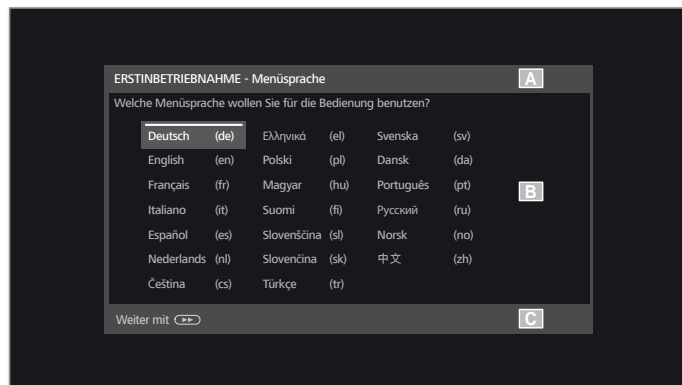 ERSTINBETRIEBNAHME - Menüsprache A
Welche Menüsprache wollen Sie für die Bedienung benutzen?
Deutsch (de) Ελληνικά (el) Svenska (sv)
English (en) Polski (pl) Dansk (da)
Français (fr) Magyar (hu) Português (pt) B
Italiano (it) Suomi (fi) Русский (ru)
Español (es) Slovenščina (sl) Norsk (no)
Nederlands (nl) Slovenčina (sk) 中文 (zh)
Čeština (cs) Türkçe (tr)
Weiter mit C